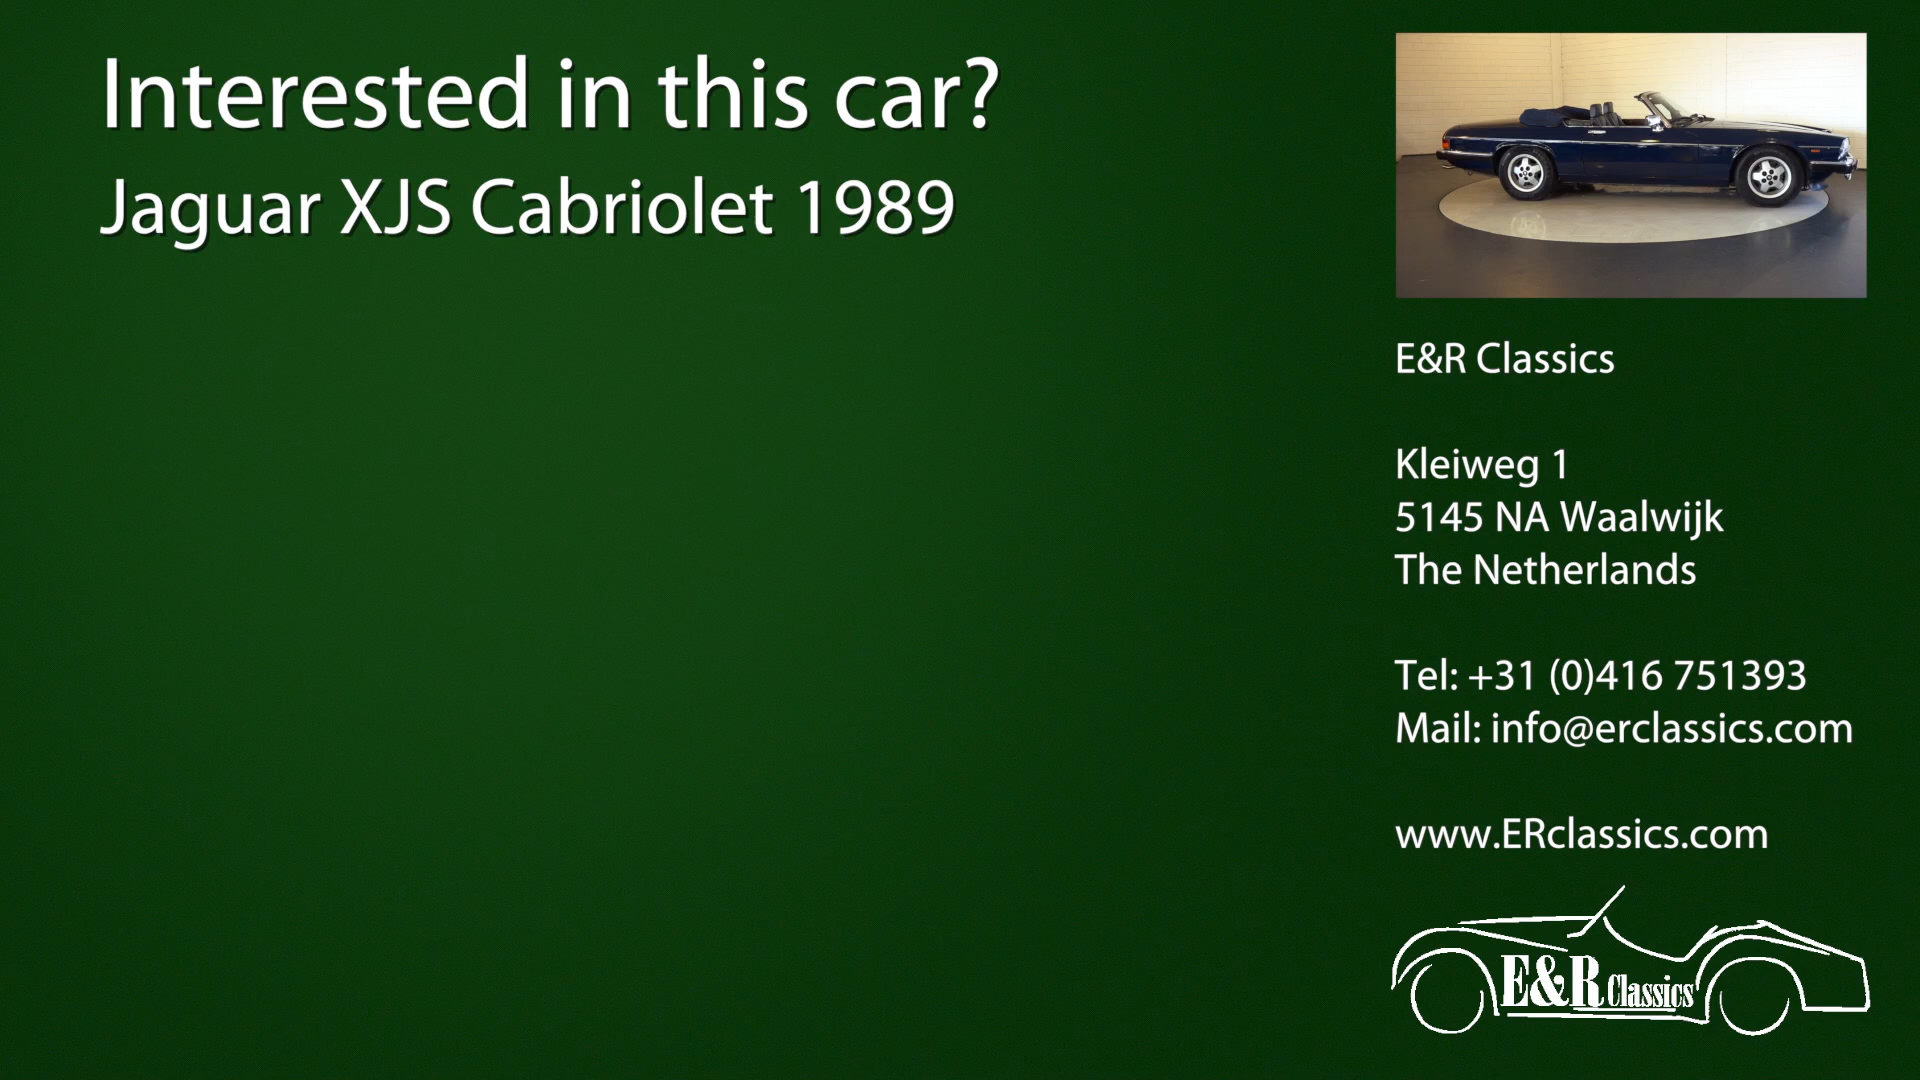 Interested in this car?
Jaguar XJS Cabriolet 1989
E&R Classics
Kleiweg 1
5145 NA Waalwijk
The Netherlands
Tel: +31 (0)416 751393
Mail: info@erclassics.com
www.ERclassics.com
E&R Classics